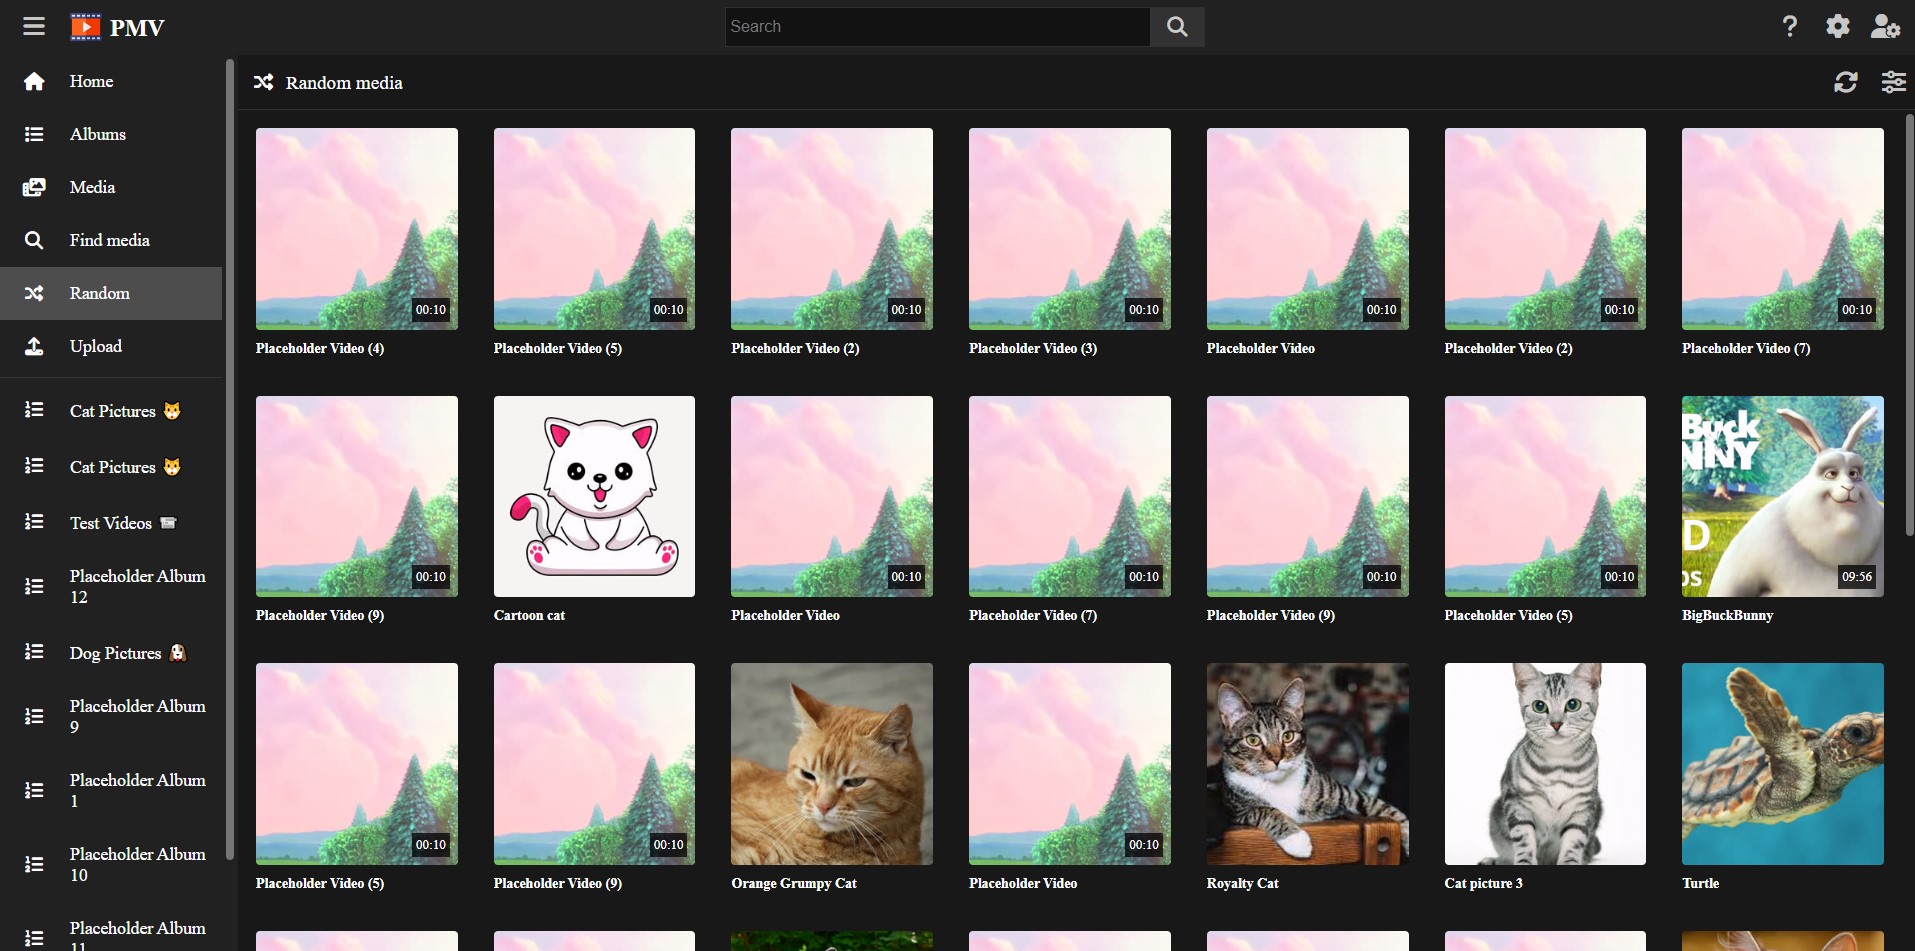 PMV
Search
Home
Albums
Media
Find media
Random
Upload
Cat Pictures 🐱
Cat Pictures 🐱
Test Videos 📼
Placeholder Album
12
Dog Pictures 🐶
Placeholder Album
9
Placeholder Album
1
Placeholder Album
10
Placeholder Album
11
Random media
00:10
00:10
00:10
00:10
00:10
00:10
00:10
Placeholder Video (4)
Placeholder Video (5)
Placeholder Video (2)
Placeholder Video (3)
Placeholder Video
Placeholder Video (2)
Placeholder Video (7)
Buck
NNY
D
os
00:10
00:10
00:10
00:10
00:10
09:56
Placeholder Video (9)
Cartoon cat
Placeholder Video
Placeholder Video (7)
Placeholder Video (9)
Placeholder Video (5)
BigBuckBunny
00:10
00:10
00:10
Placeholder Video (5)
Placeholder Video (9)
Orange Grumpy Cat
Placeholder Video
Royalty Cat
Cat picture 3
Turtle